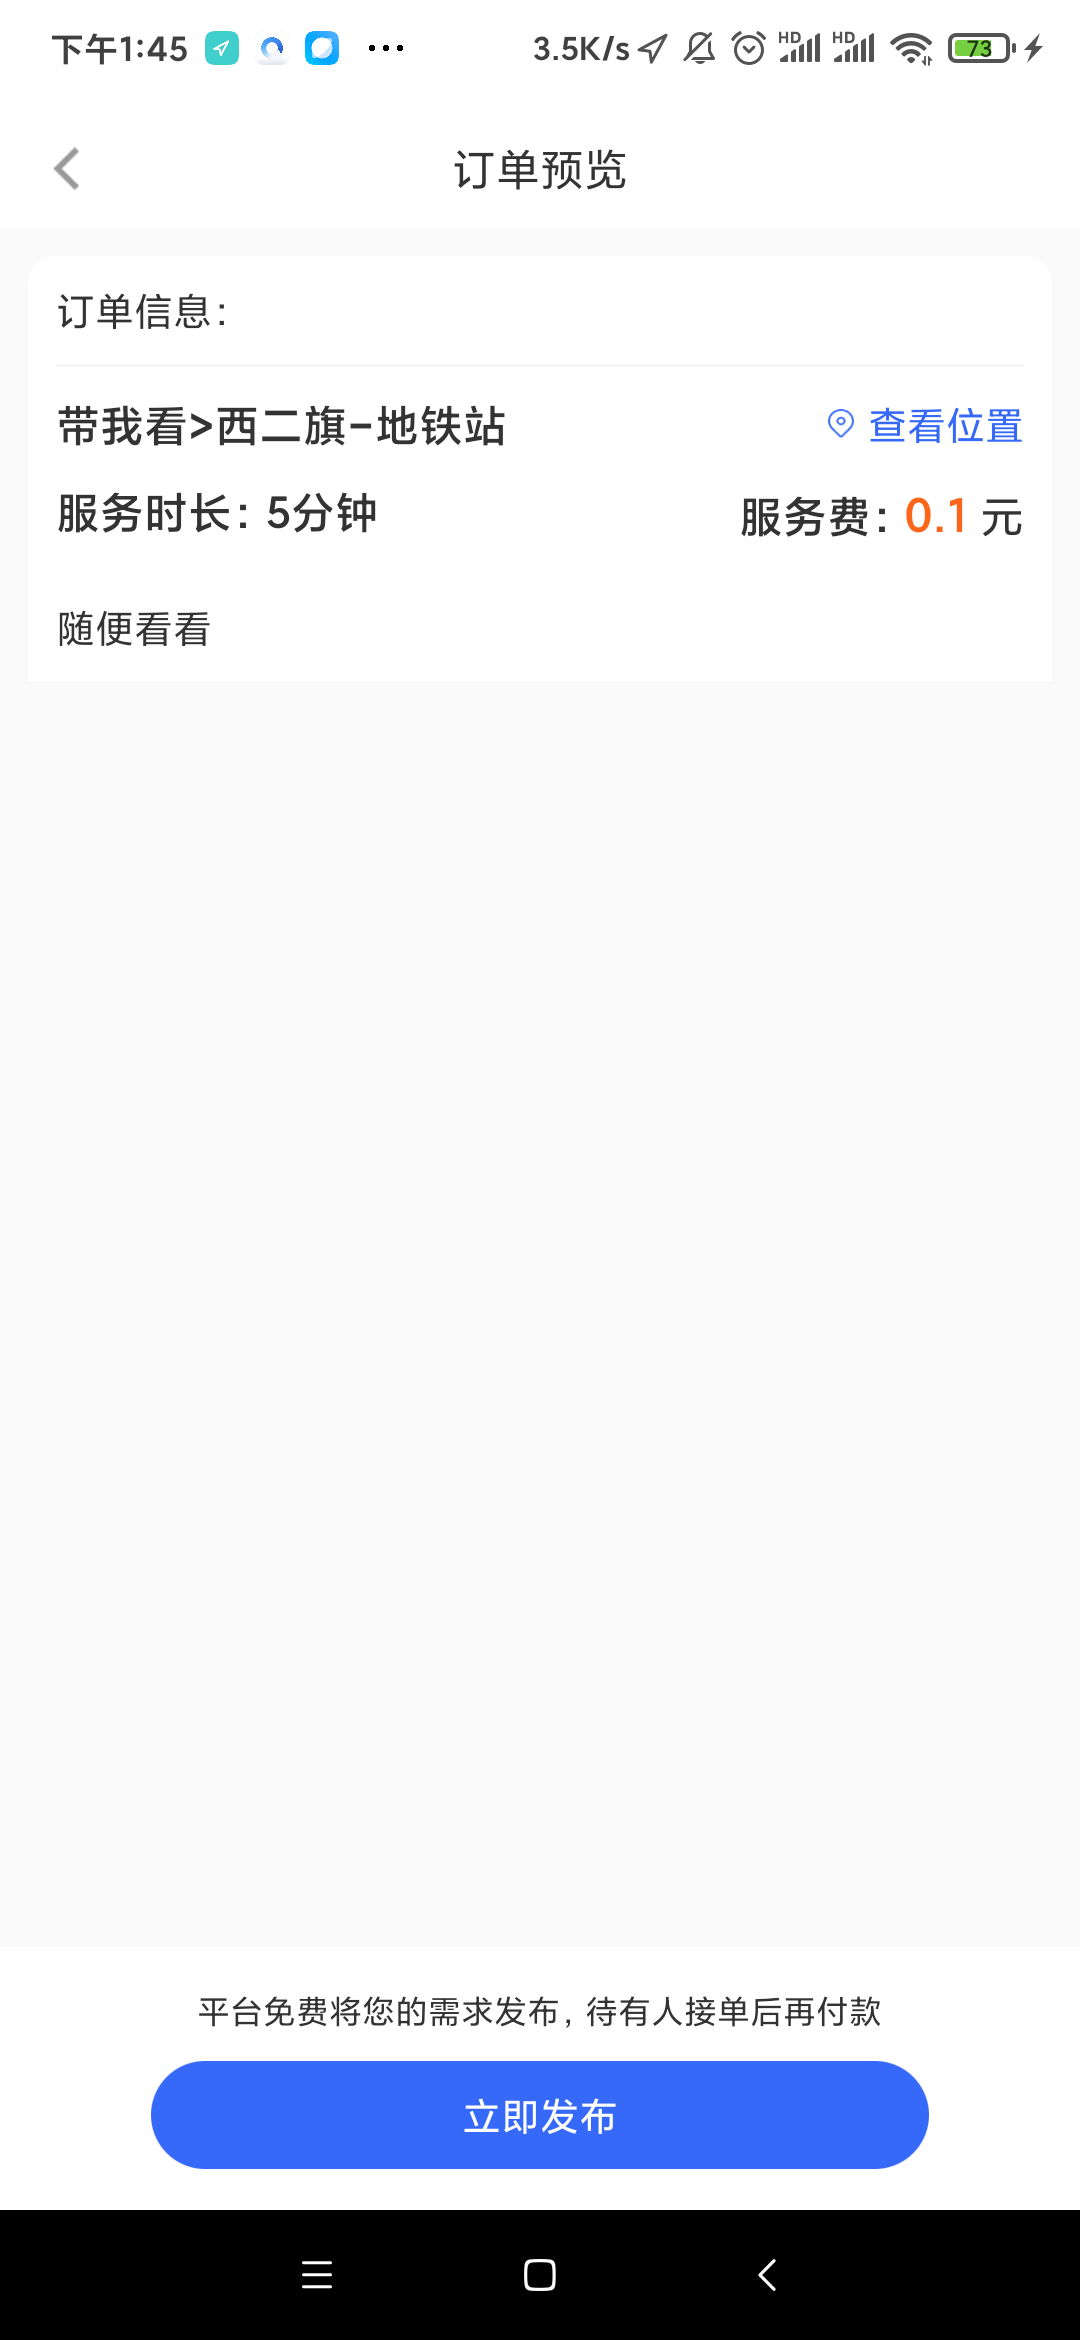 下午1:45
3.5K/s
HD
HD
73
订单预览
订单信息：
带我看>西二旗-地铁站
查看位置
服务时长：5分钟
服务费：0.1 元
随便看看
平台免费将您的需求发布，待有人接单后再付款
立即发布